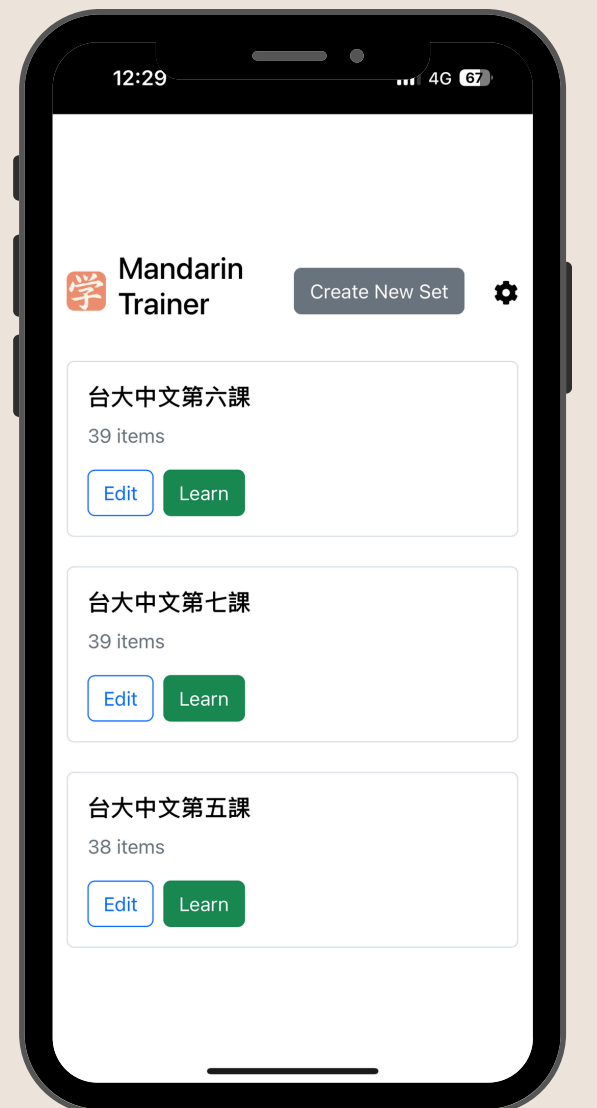 12:29
4G 67
学
Mandarin
Trainer
Create New Set
台大中文第六課
39 items
Edit Learn
台大中文第七課
39 items
Edit Learn
台大中文第五課
38 items
Edit Learn